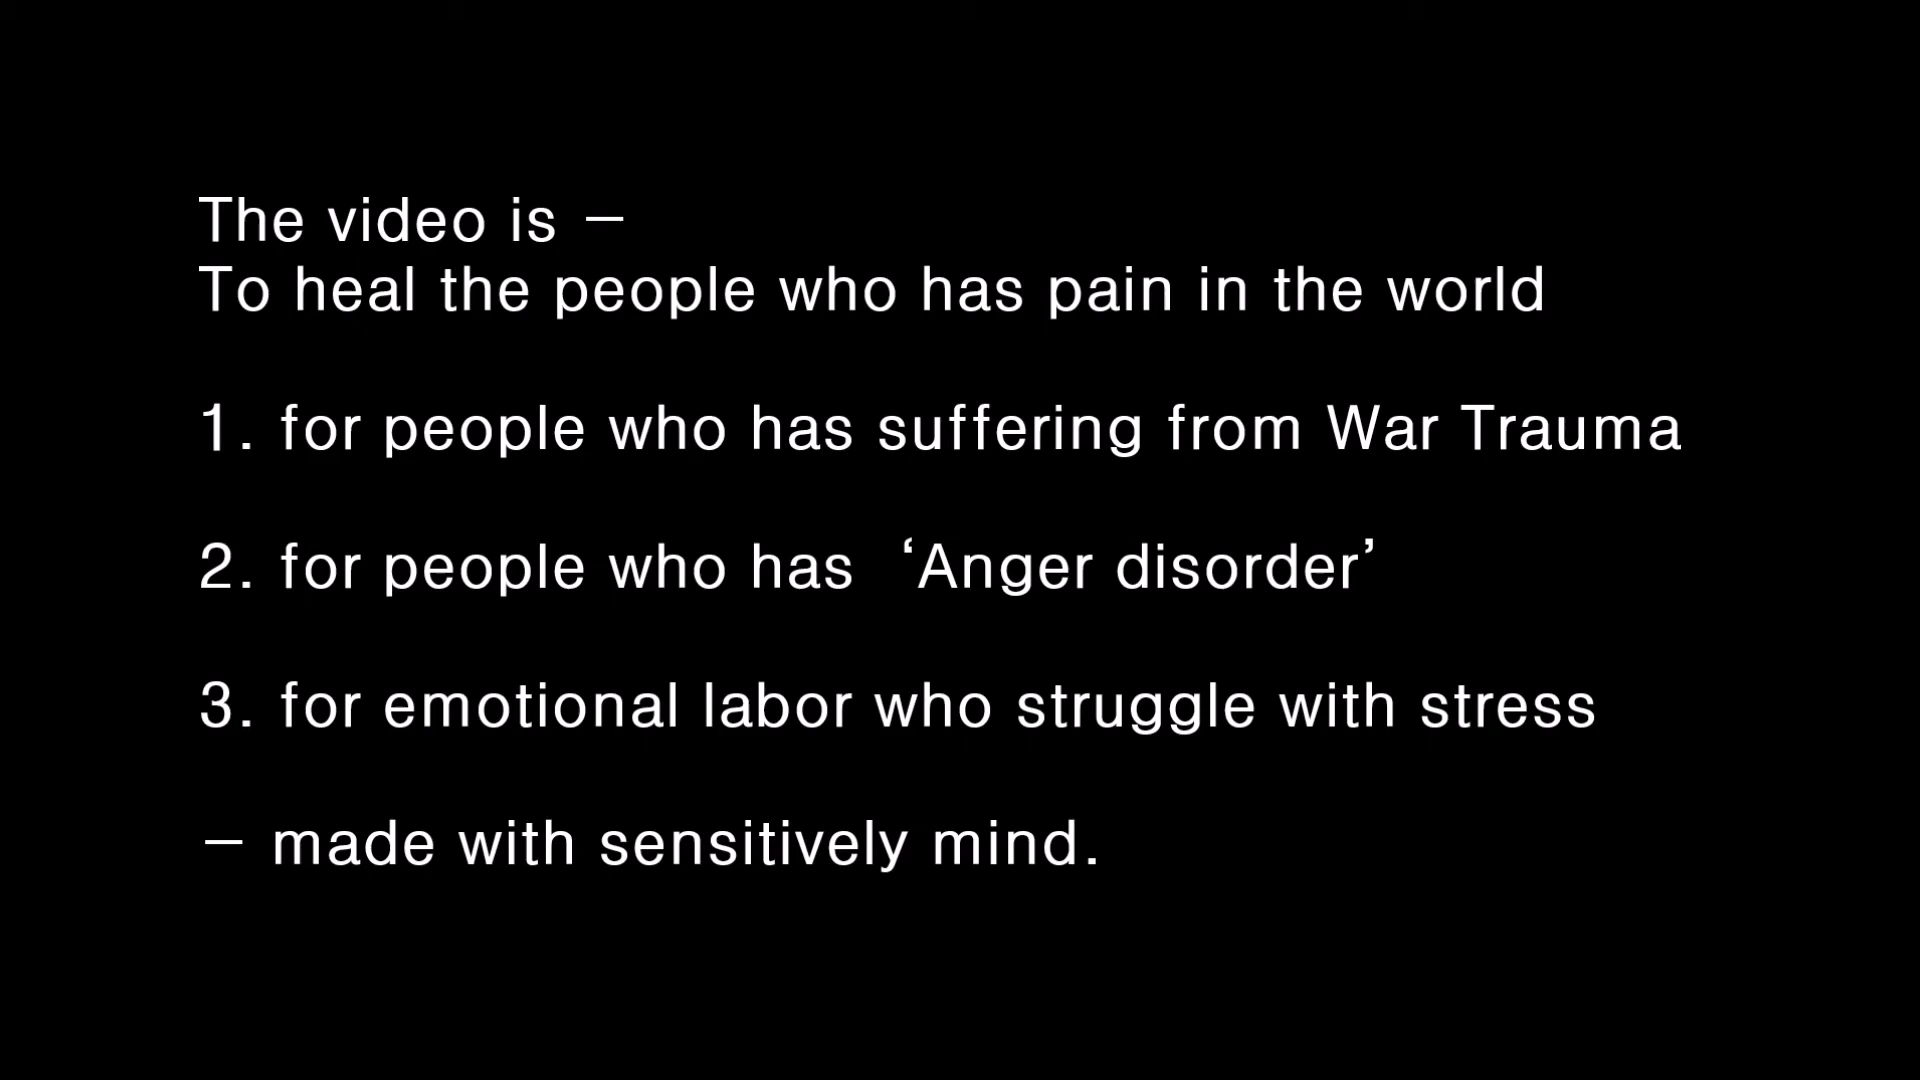 The video is –
To heal the people who has pain in the world
1. for people who has suffering from War Trauma
2. for people who has ‘Anger disorder’
3. for emotional labor who struggle with stress
– made with sensitively mind.